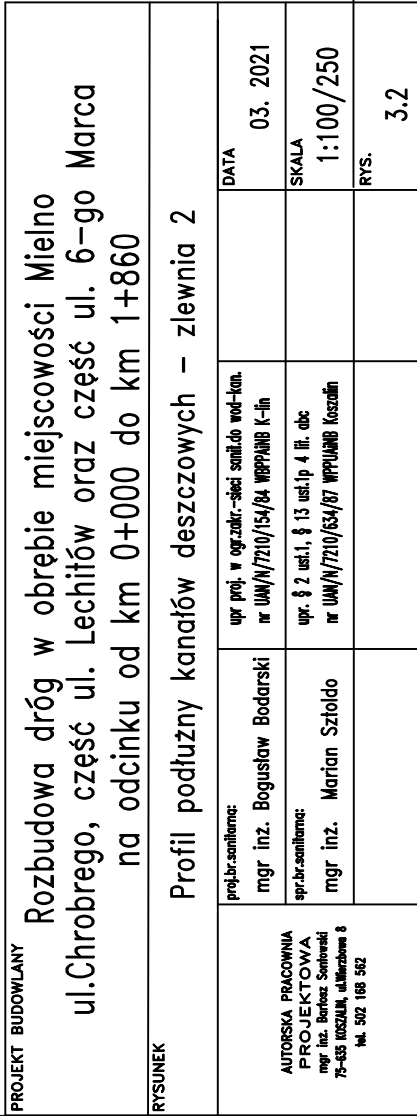 PROJEKT BUDOWLANY
Rozbudowa dróg w obrębie miejscowości Mielno
ul.Chrobrego, część ul. Lechitów oraz część ul. 6-go Marca
na odcinku od km 0+000 do km 1+860
RYSUNEK
Profil podłużny kanałów deszczowych - zlewnia 2
AUTORSKA PRACOWNIA
PROJEKTOWA
mgr inż. Bartosz Sontowski
75-635 KOSZALIN, ul.Wierzbowa 8
tel. 502 168 562
proj.br.sanitarna:
mgr inż. Bogusław Bodarski
upr proj. w ogr.zakr.-sieci sanit.do wod-kan.
nr UAN/N/7210/154/84 WBPPAiNB K-lin
DATA
03. 2021
spr.br.sanitarna:
mgr inż. Marian Sztoldo
upr. § 2 ust.1, § 13 ust.1p 4 lit. abc
nr UAN/N/7210/634/87 WPPUAiNB Koszalin
SKALA
1:100/250
RYS.
3.2